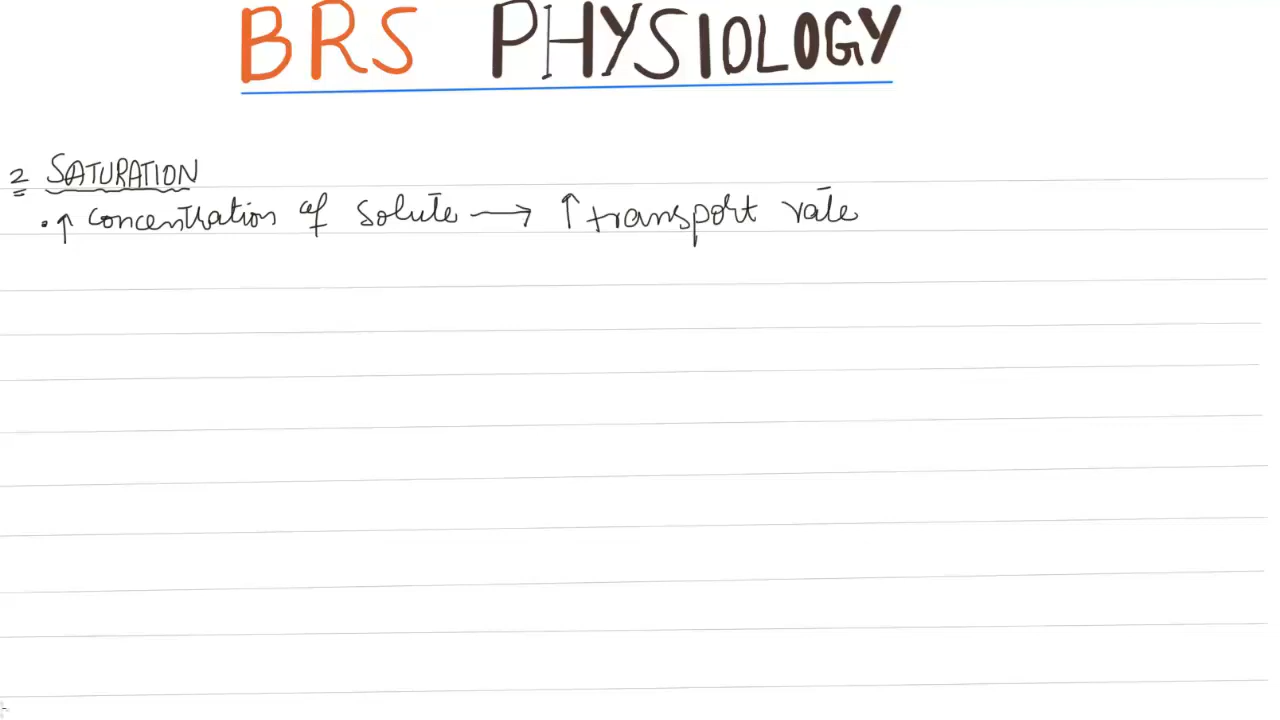 BRS PHYSIOLOGY
2 SATURATION
• ↑ concentration of solute → ↑ transport rate